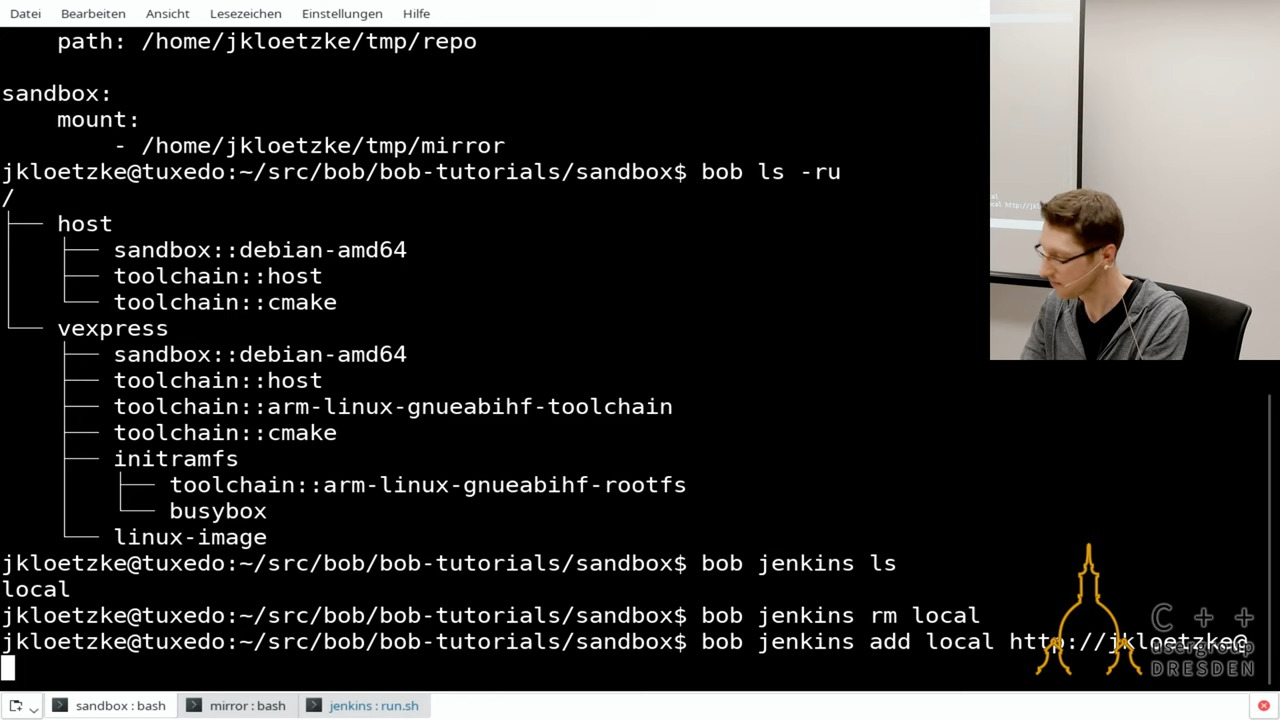 Datei Bearbeiten Ansicht Lesezeichen Einstellungen Hilfe
path: /home/jkloetzke/tmp/repo
sandbox:
mount:
- /home/jkloetzke/tmp/mirror
jkloetzke@tuxedo:~/src/bob/bob-tutorials/sandbox$ bob ls -ru
/
host
sandbox::debian-amd64
toolchain::host
toolchain::cmake
vexpress
sandbox::debian-amd64
toolchain::host
toolchain::arm-linux-gnueabihf-toolchain
toolchain::cmake
initramfs
toolchain::arm-linux-gnueabihf-rootfs
busybox
linux-image
jkloetzke@tuxedo:~/src/bob/bob-tutorials/sandbox$ bob jenkins ls
local
jkloetzke@tuxedo:~/src/bob/bob-tutorials/sandbox$ bob jenkins rm local
jkloetzke@tuxedo:~/src/bob/bob-tutorials/sandbox$ bob jenkins add local http://jkloetzke@
C++
usergroup
DRESDEN
sandbox : bash
mirror : bash
jenkins : run.sh